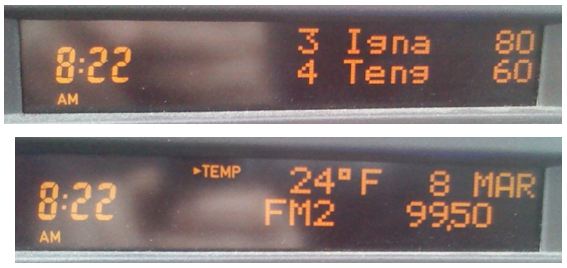 3 Igna 80
8:22 4 Teng 60
AM
▸TEMP 24°F 8 MAR
8:22 FM2 99.50
AM